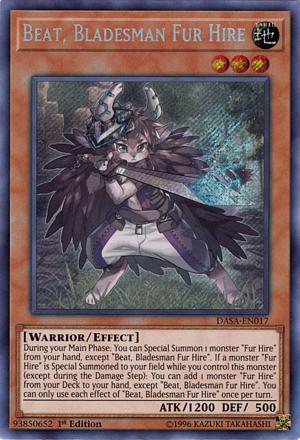 BEAT, BLADESMAN FUR HIRE
EARTH
地
DASA-EN017
[WARRIOR/EFFECT]
During your Main Phase: You can Special Summon 1 monster "Fur Hire"
from your hand, except "Beat, Bladesman Fur Hire". If a monster "Fur
Hire" is Special Summoned to your field while you control this monster
(except during the Damage Step): You can add 1 monster "Fur Hire"
from your Deck to your hand, except "Beat, Bladesman Fur Hire". You
can only use each effect of "Beat, Bladesman Fur Hire" once per turn.
ATK/1200 DEF/ 500
93850652 1st Edition ©1996 KAZUKI TAKAHASHI